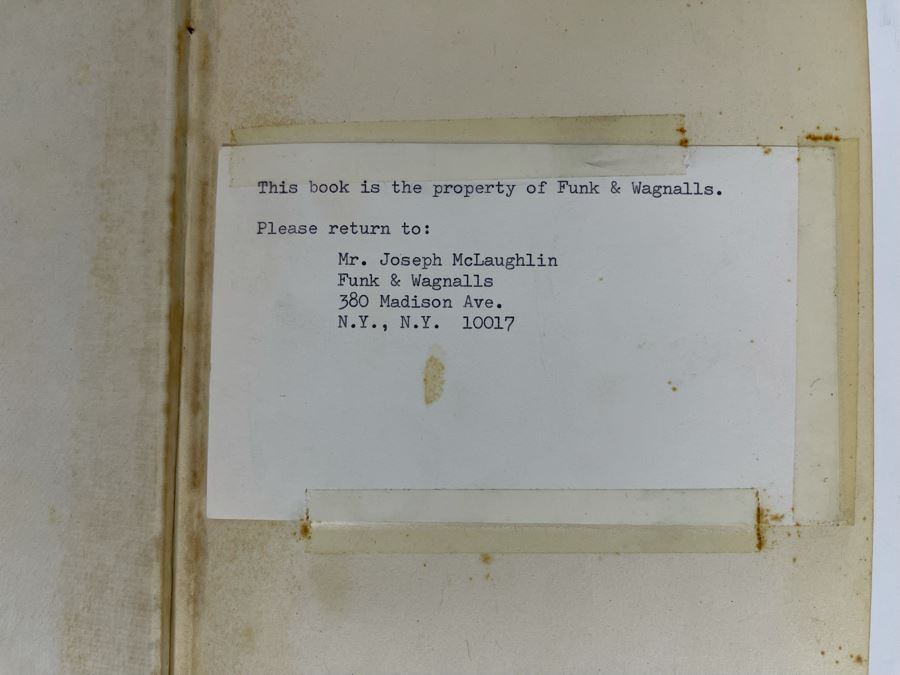 This book is the property of Funk & Wagnalls.
Please return to:
Mr. Joseph McLaughlin
Funk & Wagnalls
380 Madison Ave.
N.Y., N.Y. 10017